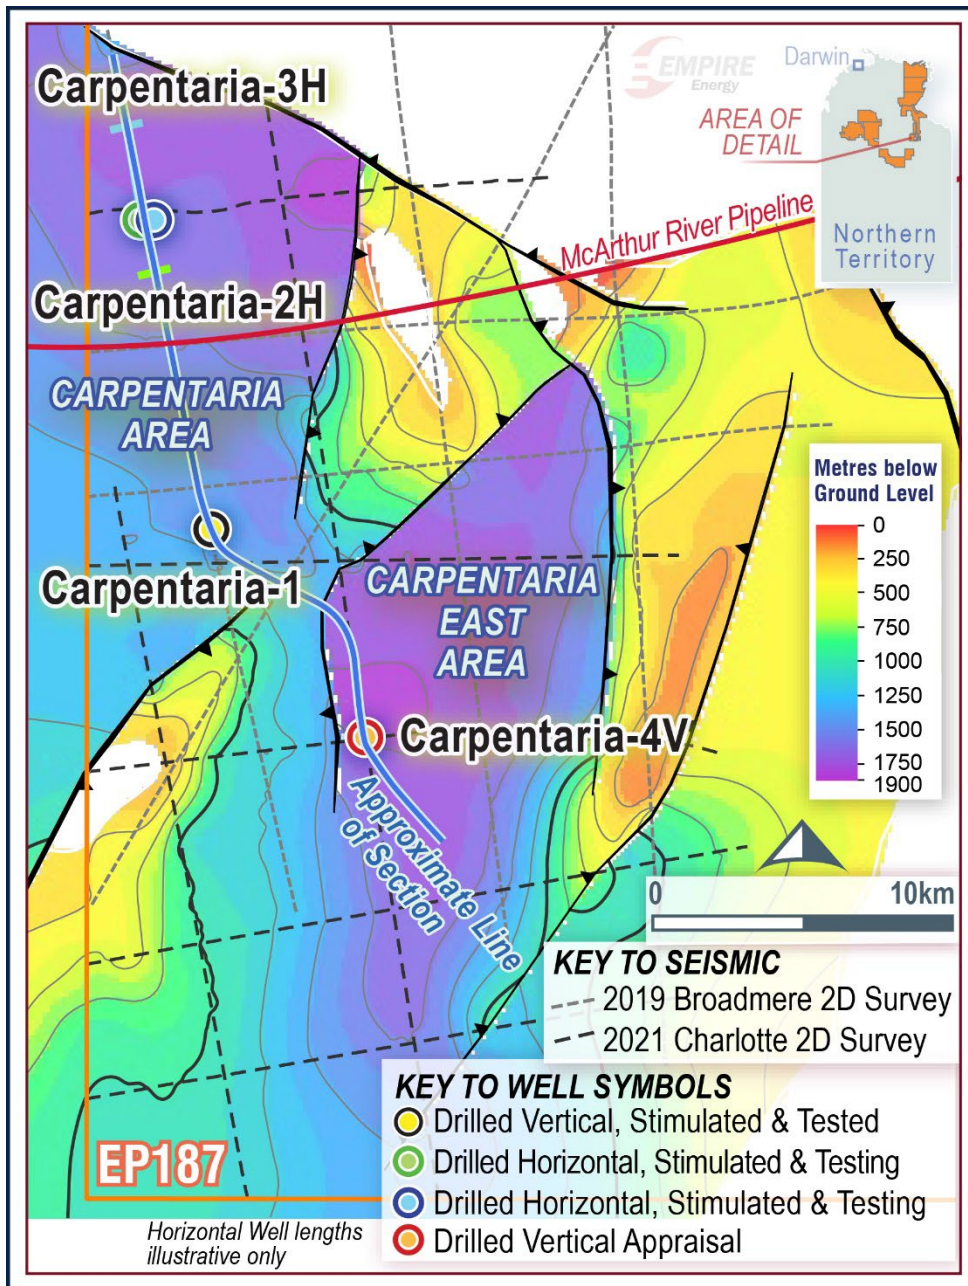 Carpentaria-3H
EMPIRE
Energy
Darwin
AREA OF
DETAIL
Northern
Territory
McArthur River Pipeline
Carpentaria-2H
CARPENTARIA
AREA
Metres below
Ground Level
0
250
500
750
1000
1250
1500
1750
1900
Carpentaria-1
CARPENTARIA
EAST
AREA
Carpentaria-4V
Approximate Line
of Section
0 10km
KEY TO SEISMIC
2019 Broadmere 2D Survey
2021 Charlotte 2D Survey
KEY TO WELL SYMBOLS
Drilled Vertical, Stimulated & Tested
Drilled Horizontal, Stimulated & Testing
Drilled Horizontal, Stimulated & Testing
Drilled Vertical Appraisal
EP187
Horizontal Well lengths
illustrative only